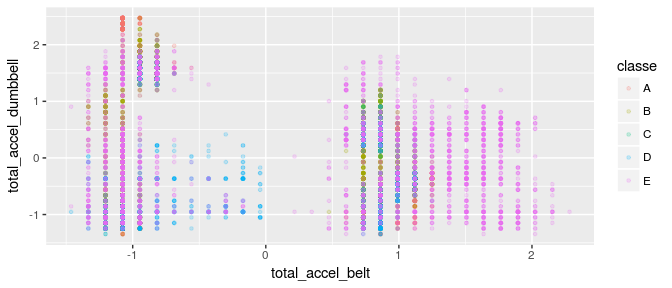 total_accel_dumbbell
2
1
0
-1
-1
0
1
2
total_accel_belt
classe
A
B
C
D
E